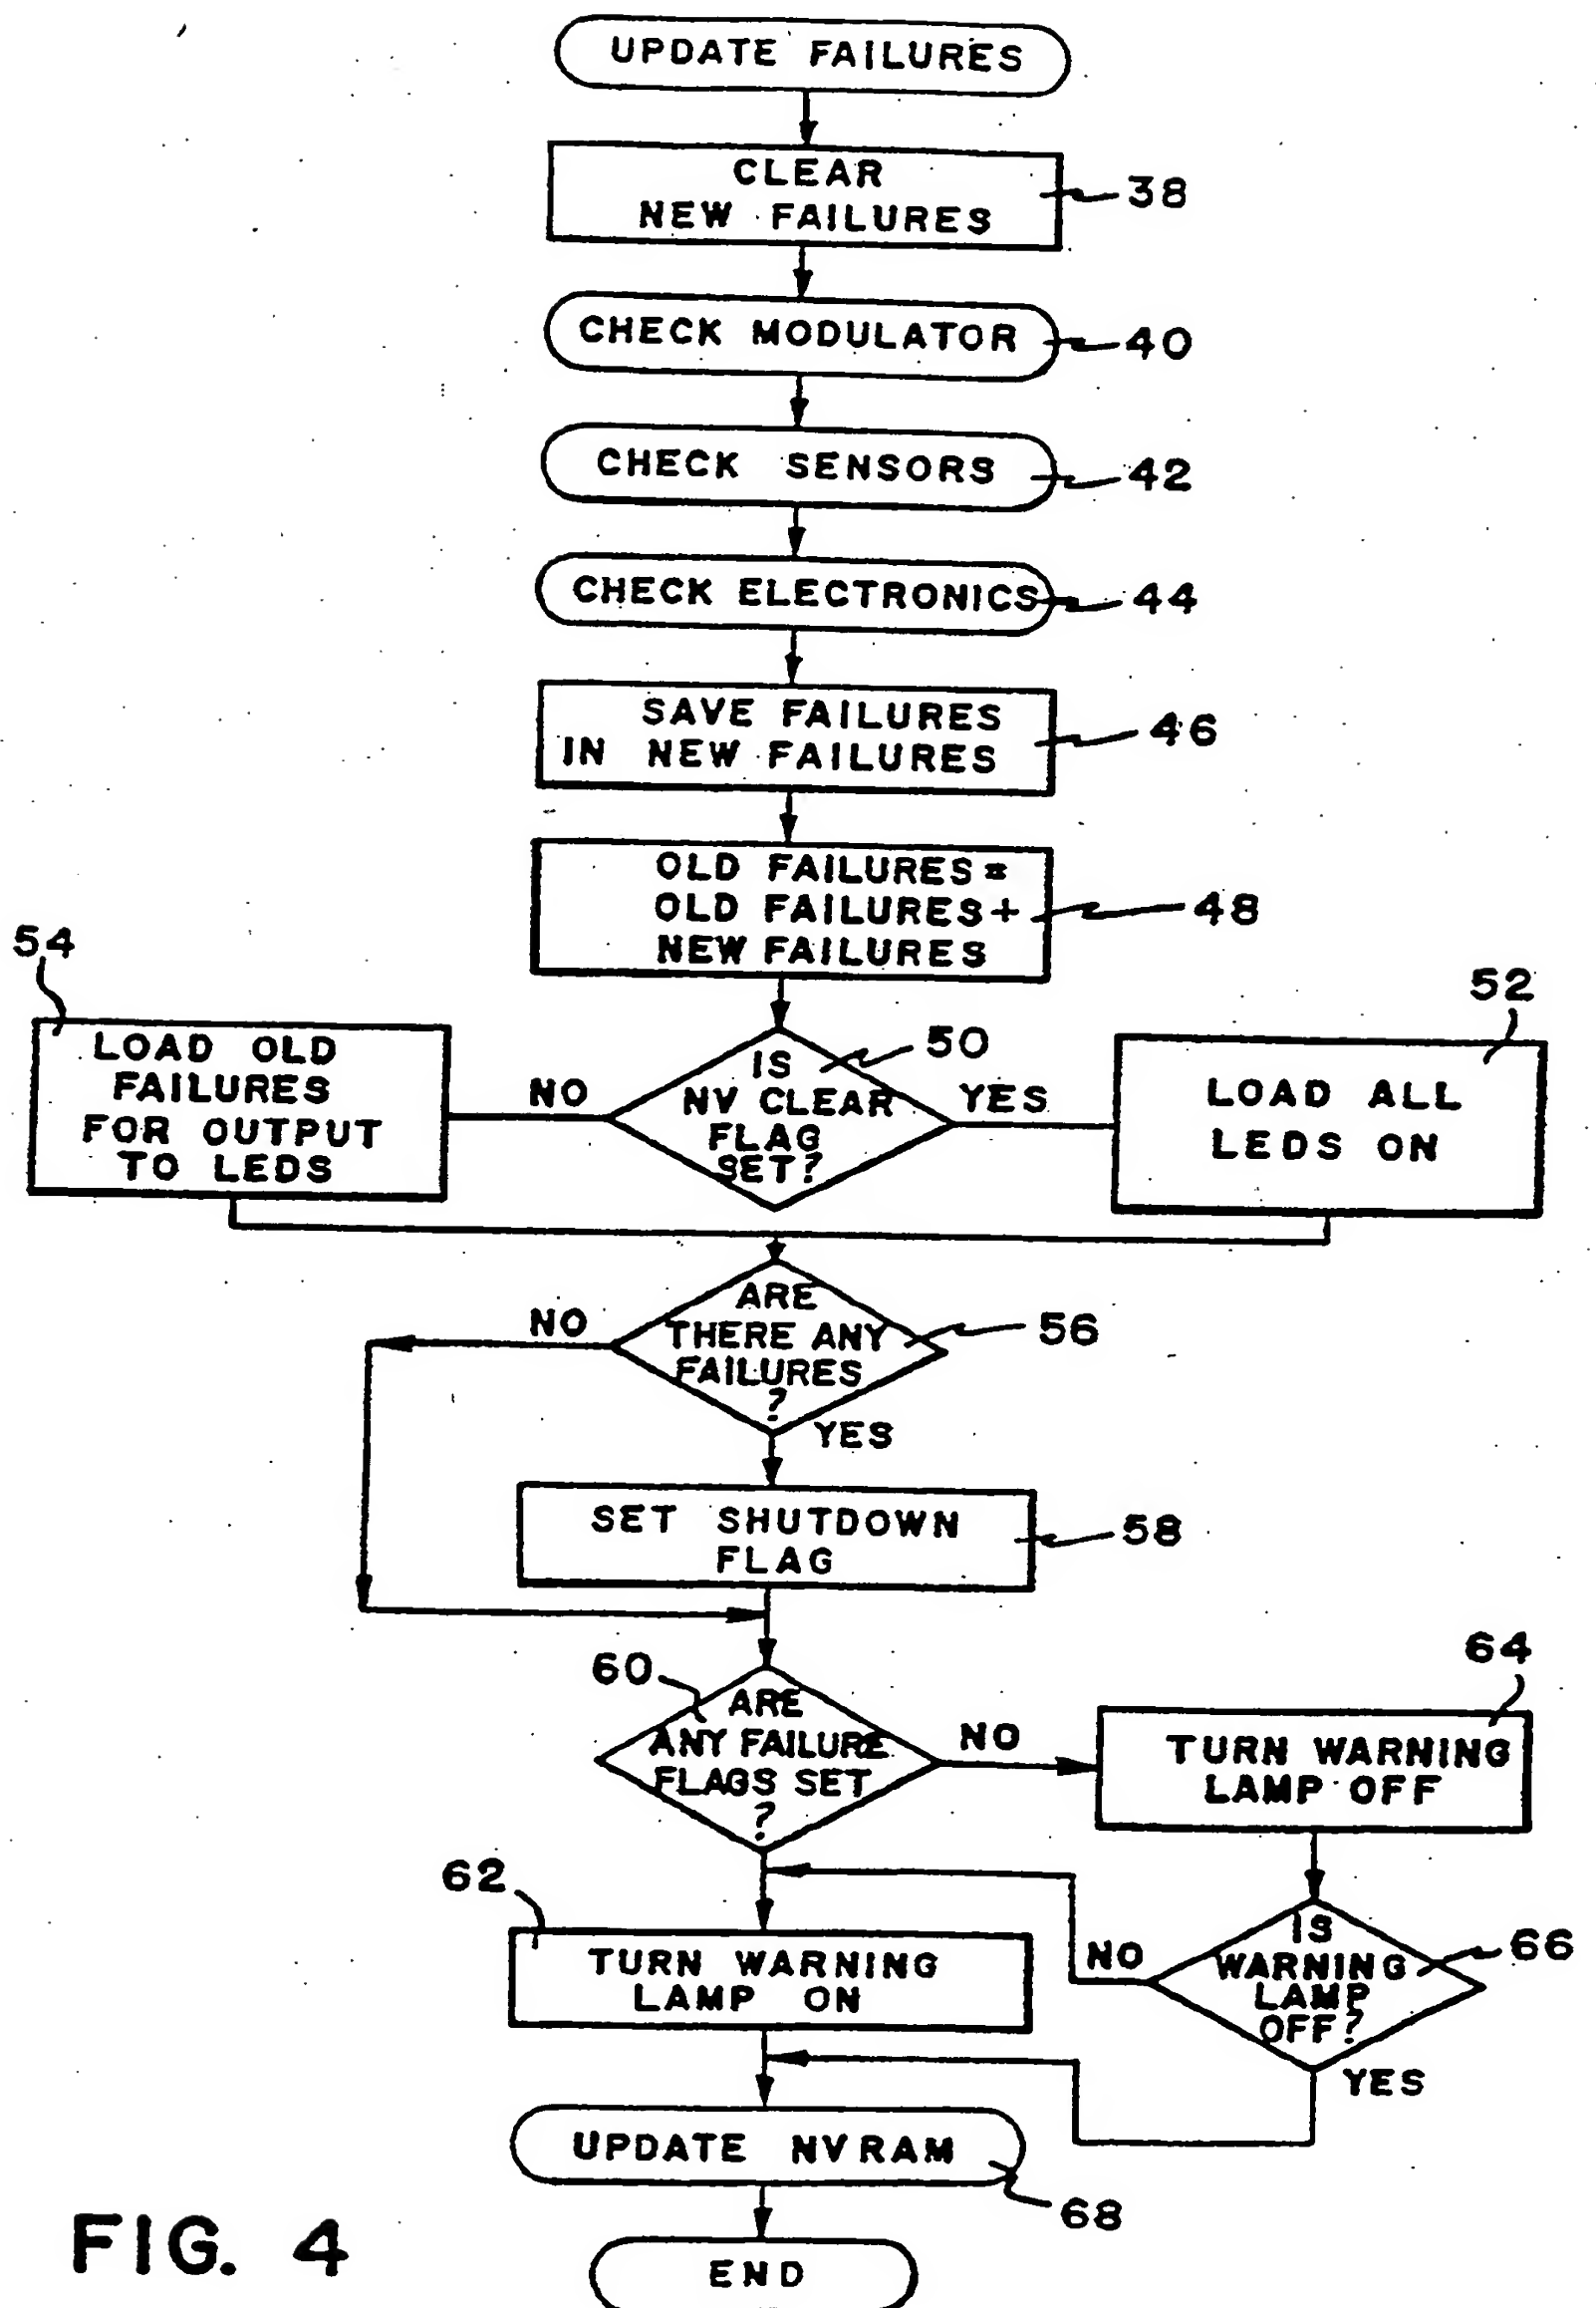 UPDATE FAILURES
CLEAR
NEW FAILURES
38
CHECK MODULATOR
40
CHECK SENSORS
42
CHECK ELECTRONICS
44
SAVE FAILURES
IN NEW FAILURES
46
OLD FAILURES =
OLD FAILURES +
NEW FAILURES
48
54
LOAD OLD
FAILURES
FOR OUTPUT
TO LEDS
NO
IS
NV CLEAR
FLAG
SET?
50
YES
52
LOAD ALL
LEDS ON
NO
ARE
THERE ANY
FAILURES
?
56
YES
SET SHUTDOWN
FLAG
58
60
ARE
ANY FAILURE
FLAGS SET
?
NO
64
TURN WARNING
LAMP OFF
62
TURN WARNING
LAMP ON
NO
IS
WARNING
LAMP
OFF?
66
YES
UPDATE NVRAM
68
END
FIG. 4